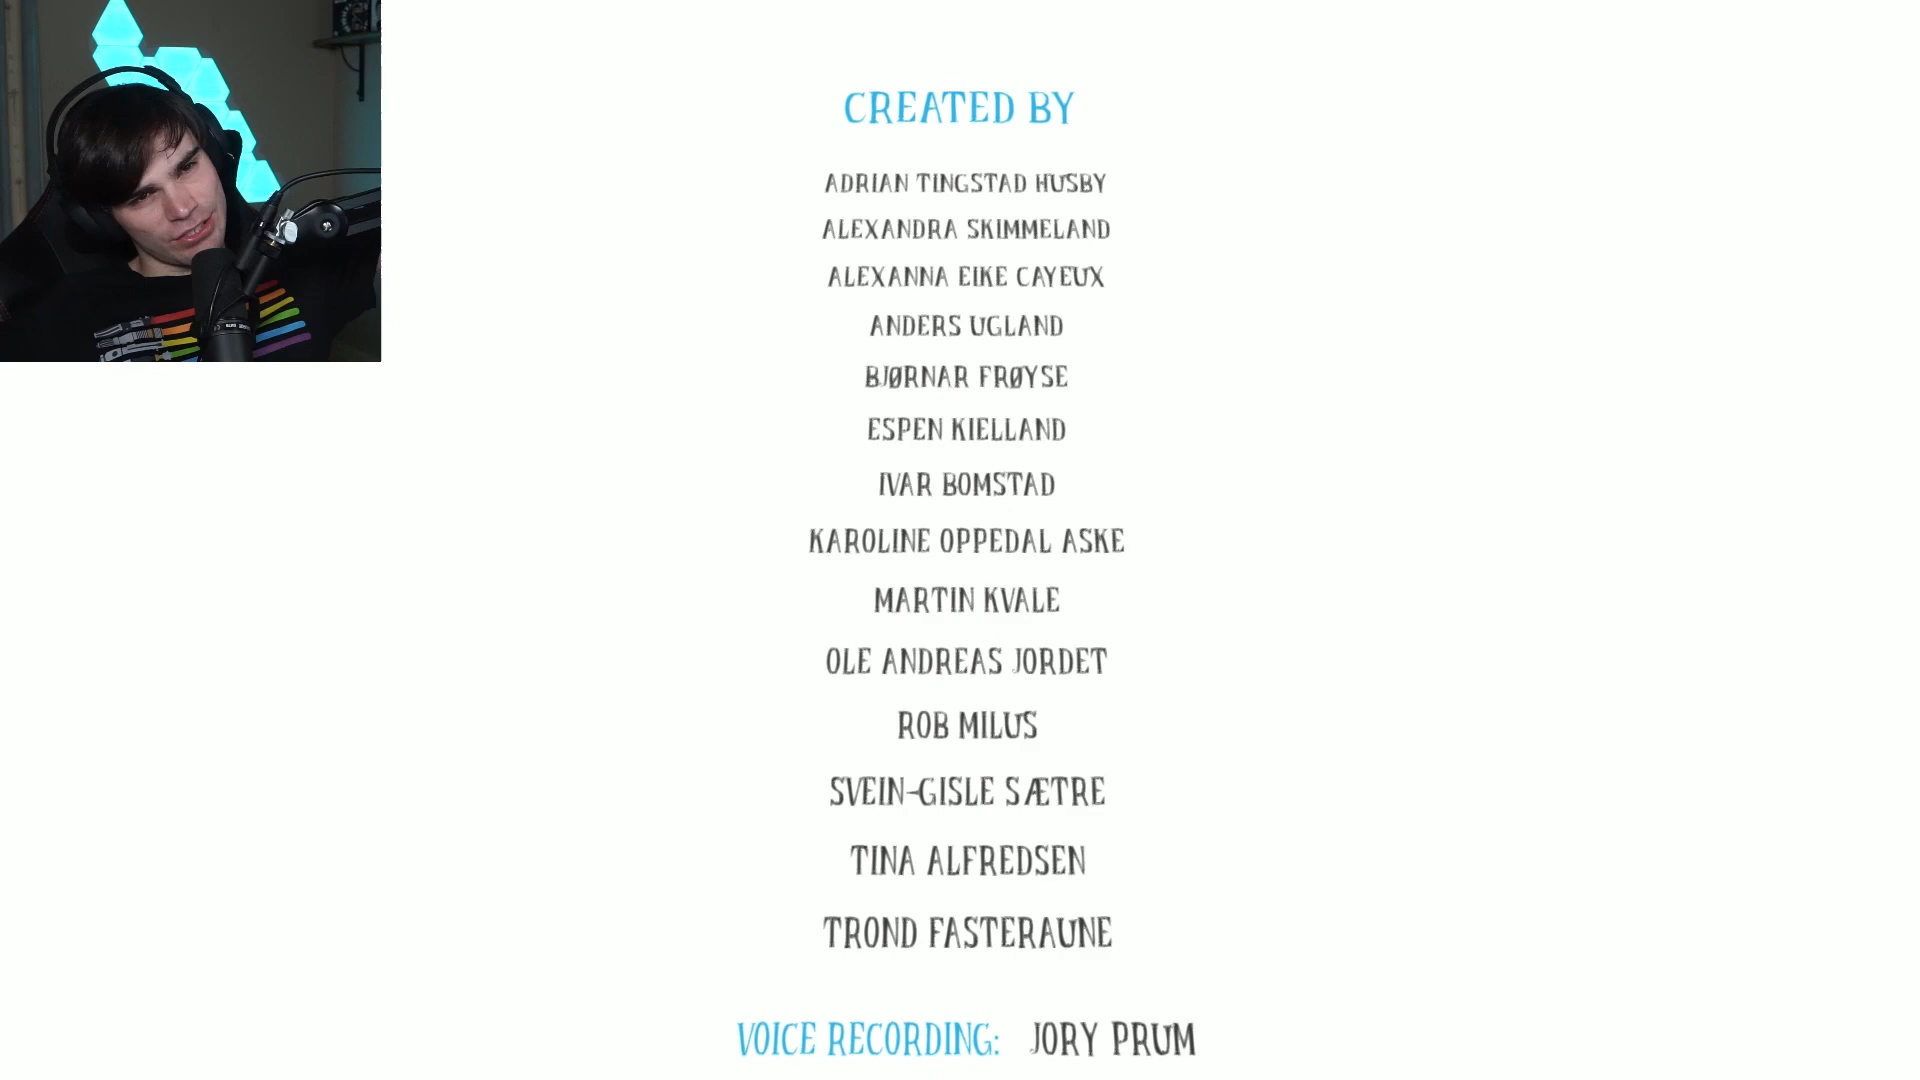 CREATED BY
ADRIAN TINGSTAD HUSBY
ALEXANDRA SKIMMELAND
ALEXANNA EIKE CAYEUX
ANDERS UGLAND
BJØRNAR FRØYSE
ESPEN KIELLAND
IVAR BOMSTAD
KAROLINE OPPEDAL ASKE
MARTIN KVALE
OLE ANDREAS JORDET
ROB MILUS
SVEIN-GISLE SÆTRE
TINA ALFREDSEN
TROND FASTERAUNE
VOICE RECORDING: JORY PRUM